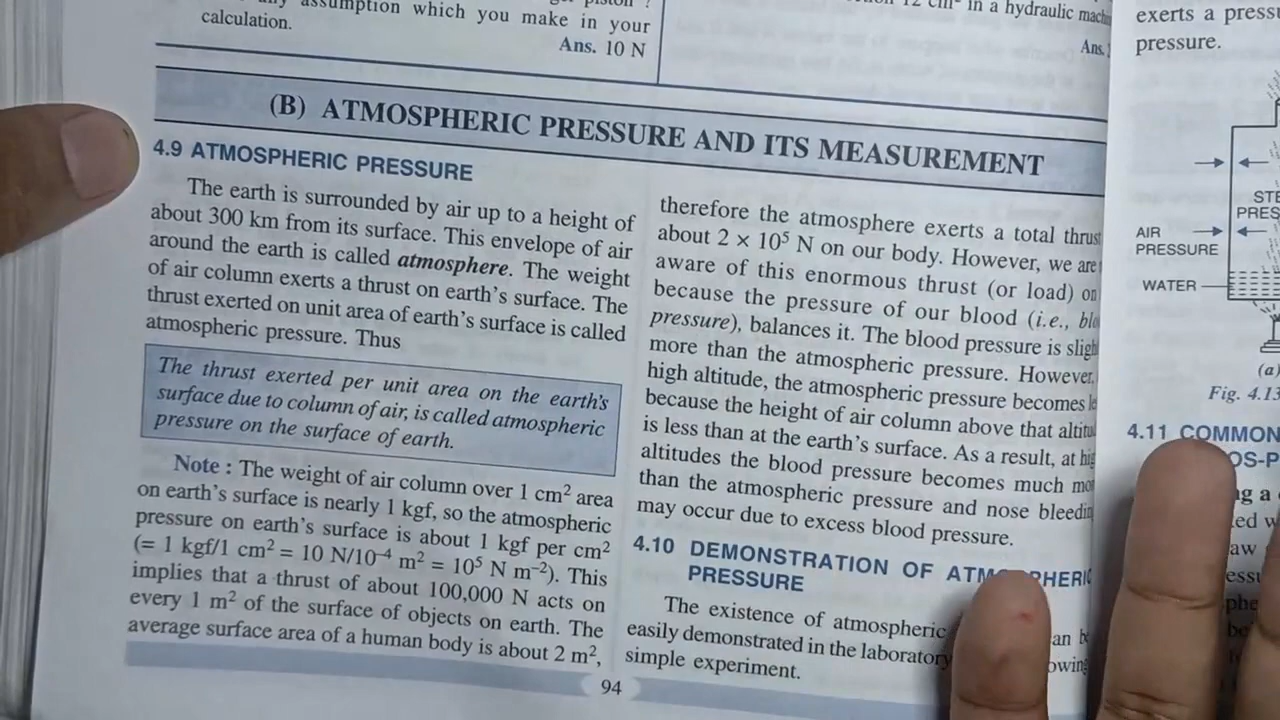 assumption which you make in your
calculation.
Ans. 10 N
in a hydraulic
Ans.
(B) ATMOSPHERIC PRESSURE AND ITS MEASUREMENT
4.9 ATMOSPHERIC PRESSURE
The earth is surrounded by air up to a height of
about 300 km from its surface. This envelope of air
around the earth is called atmosphere. The weight
of air column exerts a thrust on earth's surface. The
thrust exerted on unit area of earth's surface is called
atmospheric pressure. Thus
The thrust exerted per unit area on the earth's
surface due to column of air, is called atmospheric
pressure on the surface of earth.
Note : The weight of air column over 1 cm² area
on earth's surface is nearly 1 kgf, so the atmospheric
pressure on earth's surface is about 1 kgf per cm²
(= 1 kgf/1 cm² = 10 N/10⁻⁴ m² = 10⁵ N m⁻²). This
implies that a thrust of about 100,000 N acts on
every 1 m² of the surface of objects on earth. The
average surface area of a human body is about 2 m²,
therefore the atmosphere exerts a total thrust
about 2 × 10⁵ N on our body. However, we are
aware of this enormous thrust (or load) on
because the pressure of our blood (i.e.,
pressure), balances it. The blood pressure is
more than the atmospheric pressure. However,
high altitude, the atmospheric pressure becomes
because the height of air column above that
is less than at the earth's surface. As a result, at
altitudes the blood pressure becomes much
than the atmospheric pressure and nose
may occur due to excess blood pressure.
4.10 DEMONSTRATION OF
PRESSURE
The existence of atmospheric
easily demonstrated in the laboratory
simple experiment.
94
exerts a
pressure.
AIR
PRESSURE
WATER
(a)
Fig. 4.13
4.11 COMMON